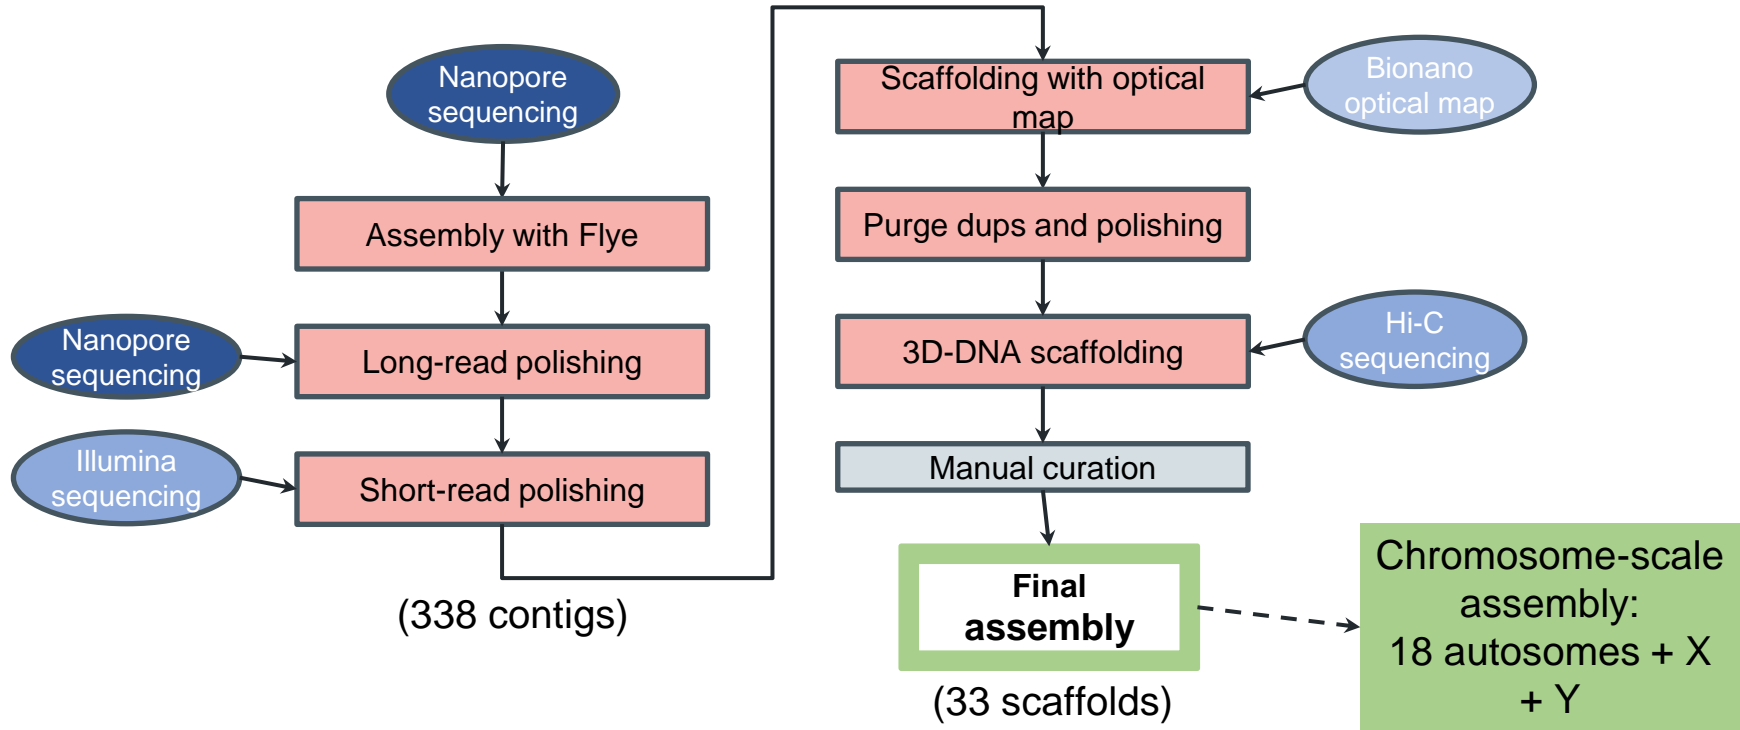 Nanopore
sequencing
Assembly with Flye
Nanopore
sequencing
Long-read polishing
Illumina
sequencing
Short-read polishing
(338 contigs)
Scaffolding with optical
map
Bionano
optical map
Purge dups and polishing
3D-DNA scaffolding
Hi-C
sequencing
Manual curation
Final
assembly
(33 scaffolds)
Chromosome-scale
assembly:
18 autosomes + X
+ Y